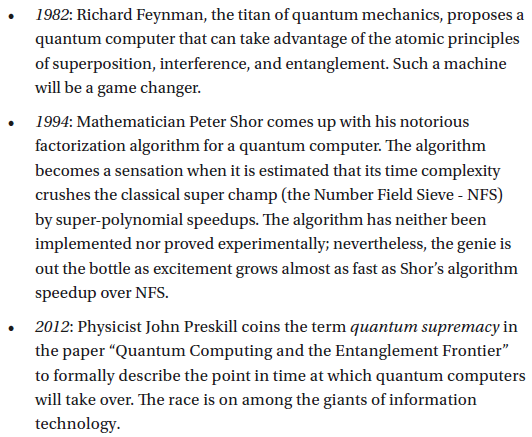 • 1982: Richard Feynman, the titan of quantum mechanics, proposes a
quantum computer that can take advantage of the atomic principles
of superposition, interference, and entanglement. Such a machine
will be a game changer.
• 1994: Mathematician Peter Shor comes up with his notorious
factorization algorithm for a quantum computer. The algorithm
becomes a sensation when it is estimated that its time complexity
crushes the classical super champ (the Number Field Sieve - NFS)
by super-polynomial speedups. The algorithm has neither been
implemented nor proved experimentally; nevertheless, the genie is
out the bottle as excitement grows almost as fast as Shor’s algorithm
speedup over NFS.
• 2012: Physicist John Preskill coins the term quantum supremacy in
the paper “Quantum Computing and the Entanglement Frontier”
to formally describe the point in time at which quantum computers
will take over. The race is on among the giants of information
technology.